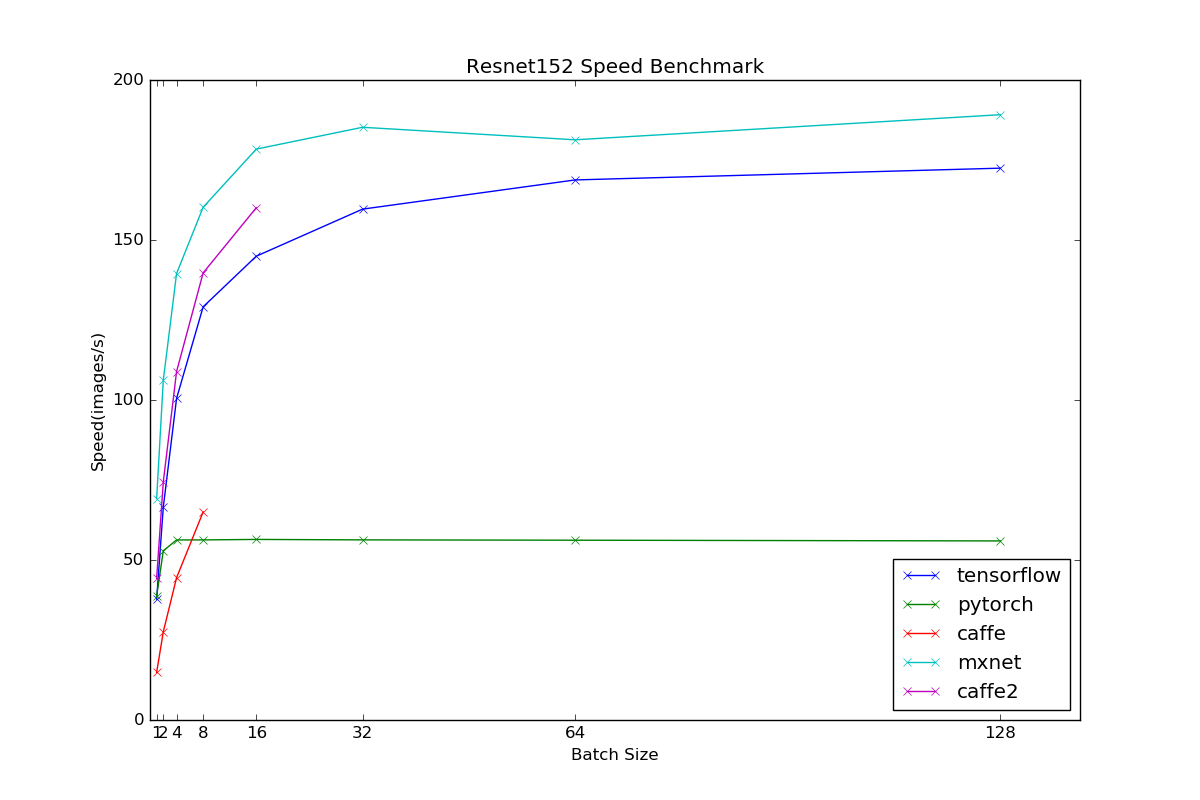 Resnet152 Speed Benchmark
200
150
100
50
0
Speed(images/s)
1 2 4 8 16 32 64 128
Batch Size
tensorflow
pytorch
caffe
mxnet
caffe2